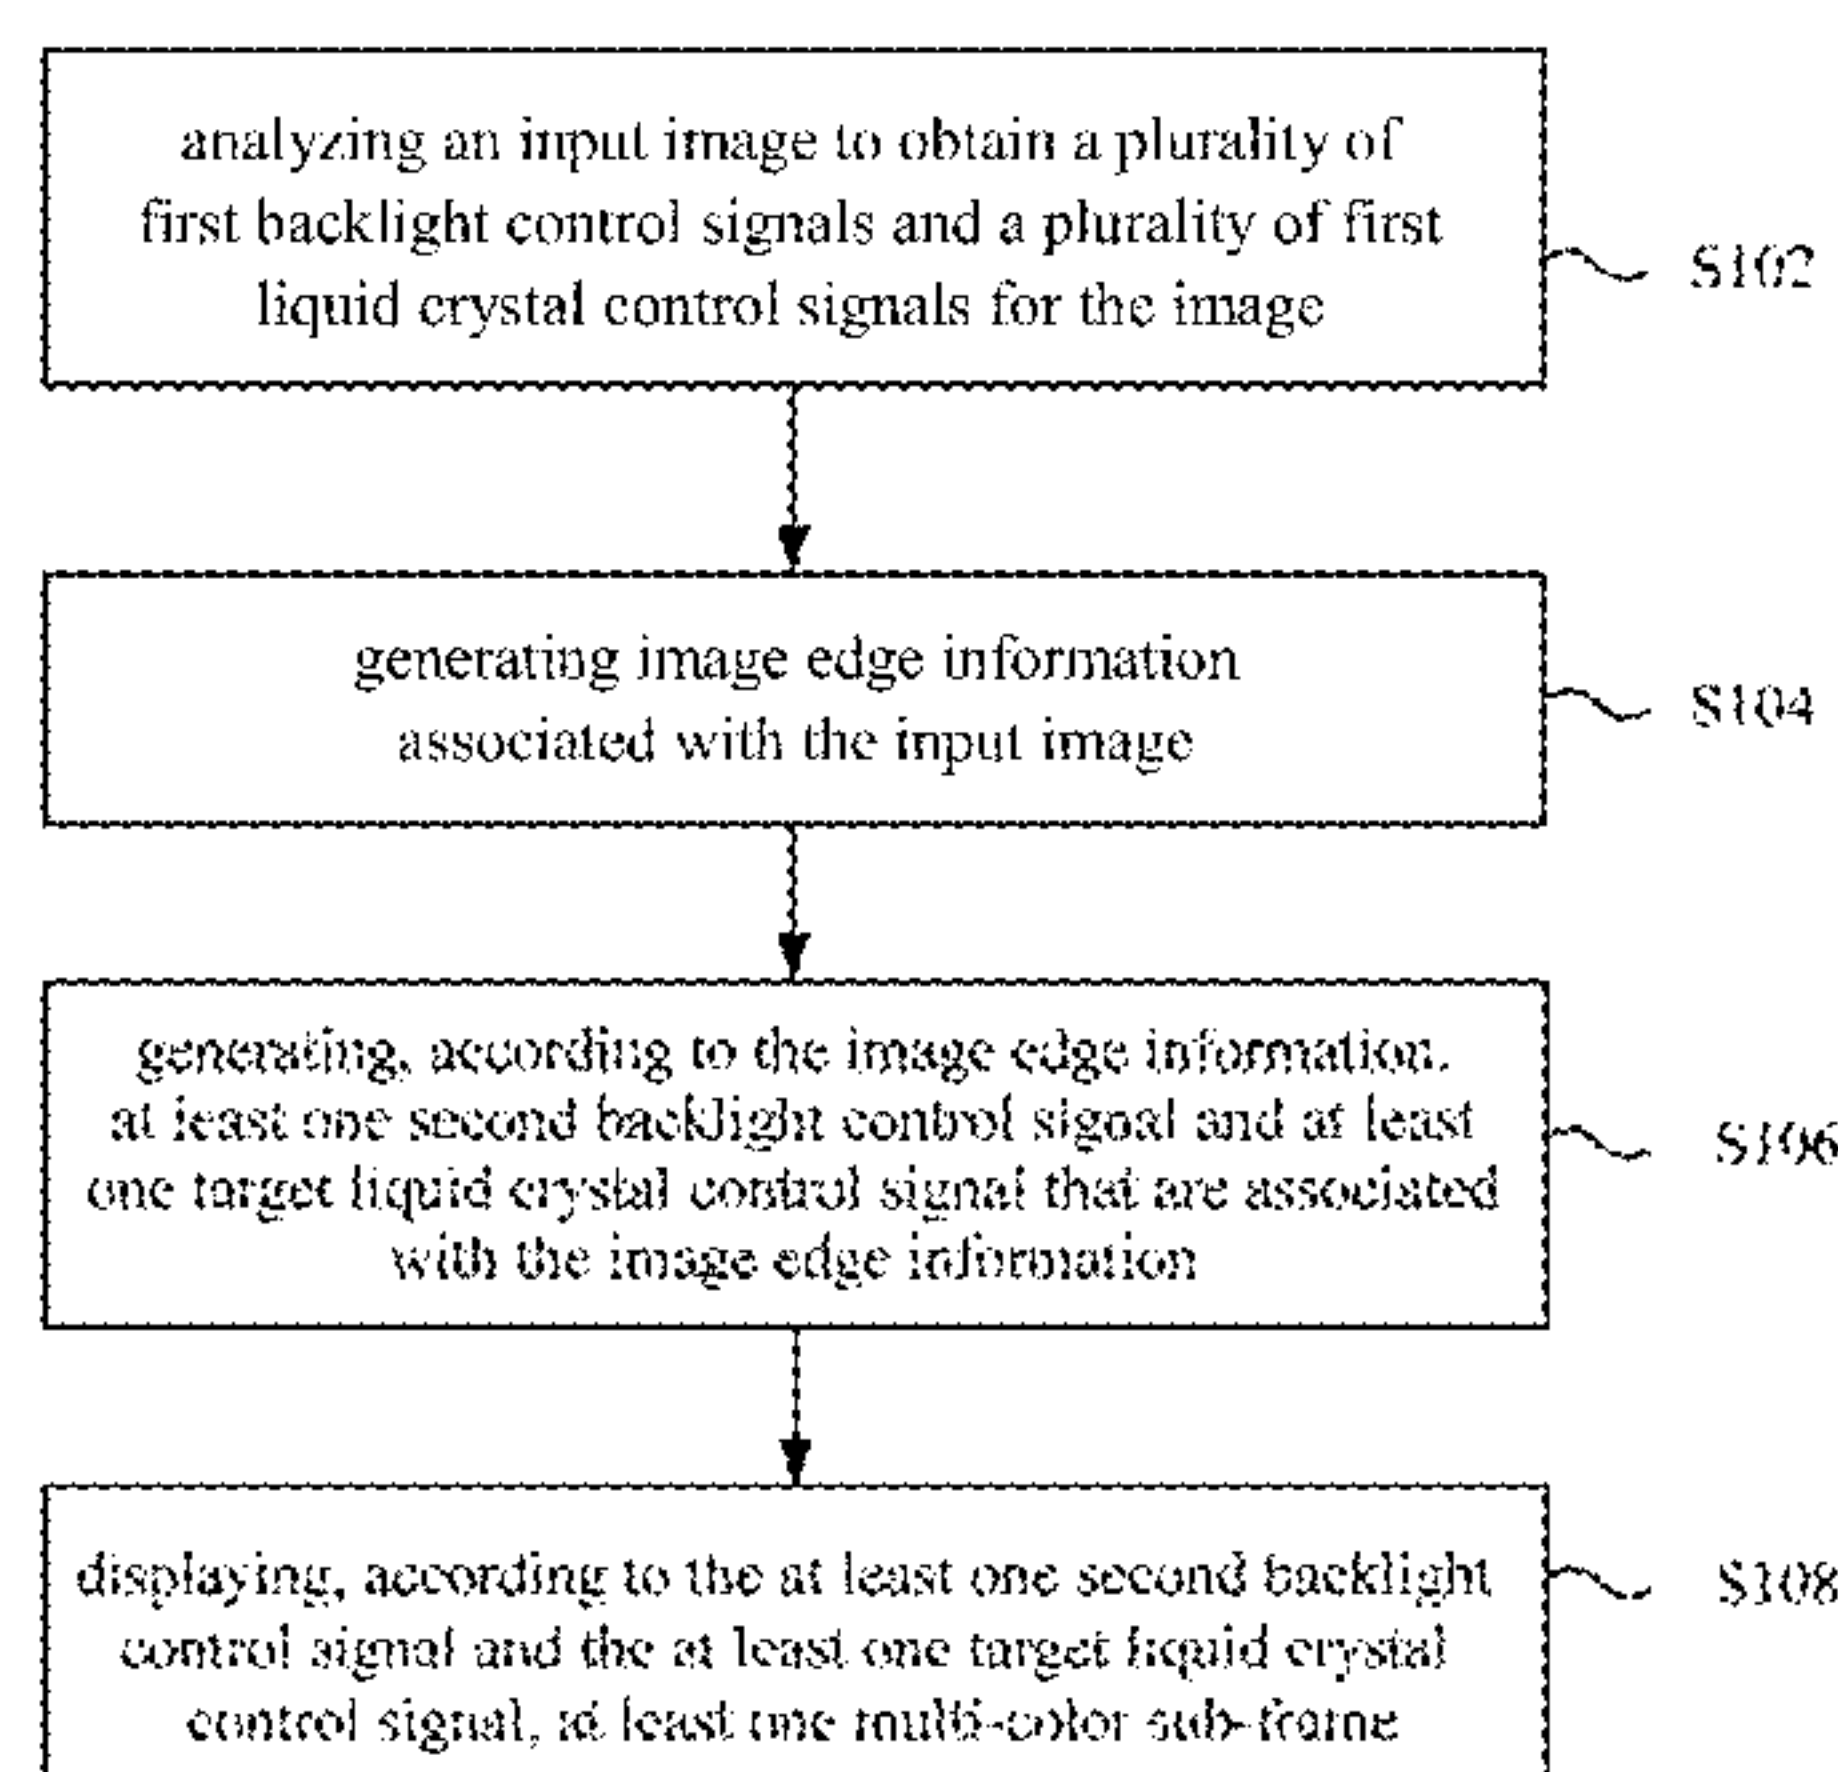 analyzing an input image to obtain a plurality of
first backlight control signals and a plurality of first
liquid crystal control signals for the image
S102
generating image edge information
associated with the input image
S104
generating, according to the image edge information.
at least one second backlight control signal and at least
one target liquid crystal control signal that are associated
with the image edge information
S106
displaying, according to the at least one second backlight
control signal and the at least one target liquid crystal
control signal, at least one multi-color sub-frame
S108